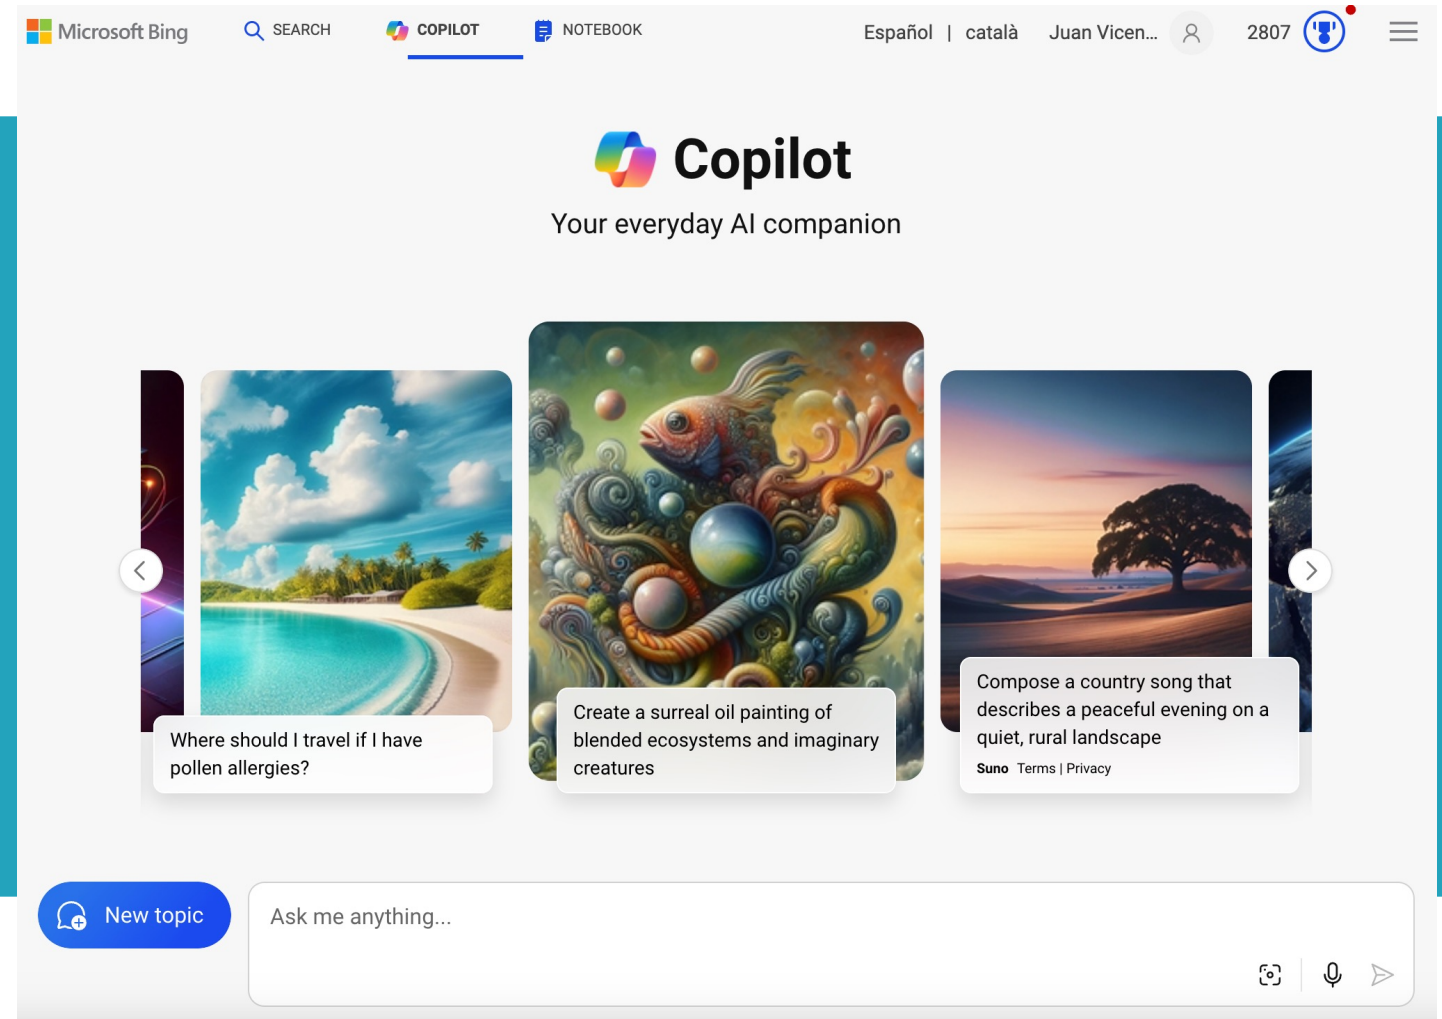 Microsoft Bing
SEARCH
COPILOT
NOTEBOOK
Español | català
Juan Vicen...
2807
Copilot
Your everyday AI companion
Where should I travel if I have
pollen allergies?
Create a surreal oil painting of
blended ecosystems and imaginary
creatures
Compose a country song that
describes a peaceful evening on a
quiet, rural landscape
Suno Terms | Privacy
New topic
Ask me anything...